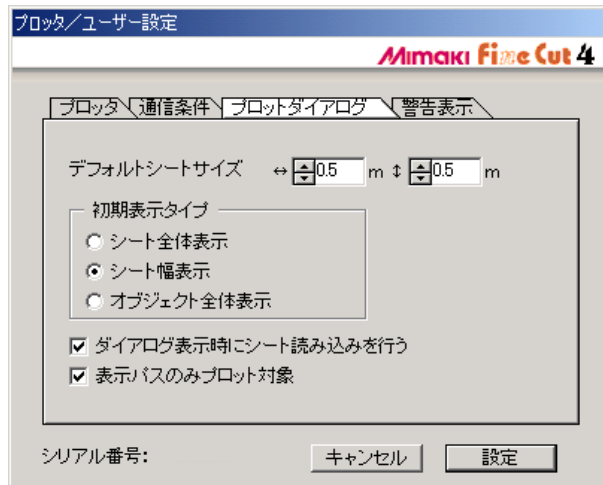 プロッタ／ユーザー設定
Mimaki Fine Cut 4
プロッタ 通信条件 プロットダイアログ 警告表示
デフォルトシートサイズ ↔ 0.5 m ↕ 0.5 m
初期表示タイプ
シート全体表示
シート幅表示
オブジェクト全体表示
ダイアログ表示時にシート読み込みを行う
表示パスのみプロット対象
シリアル番号: キャンセル 設定